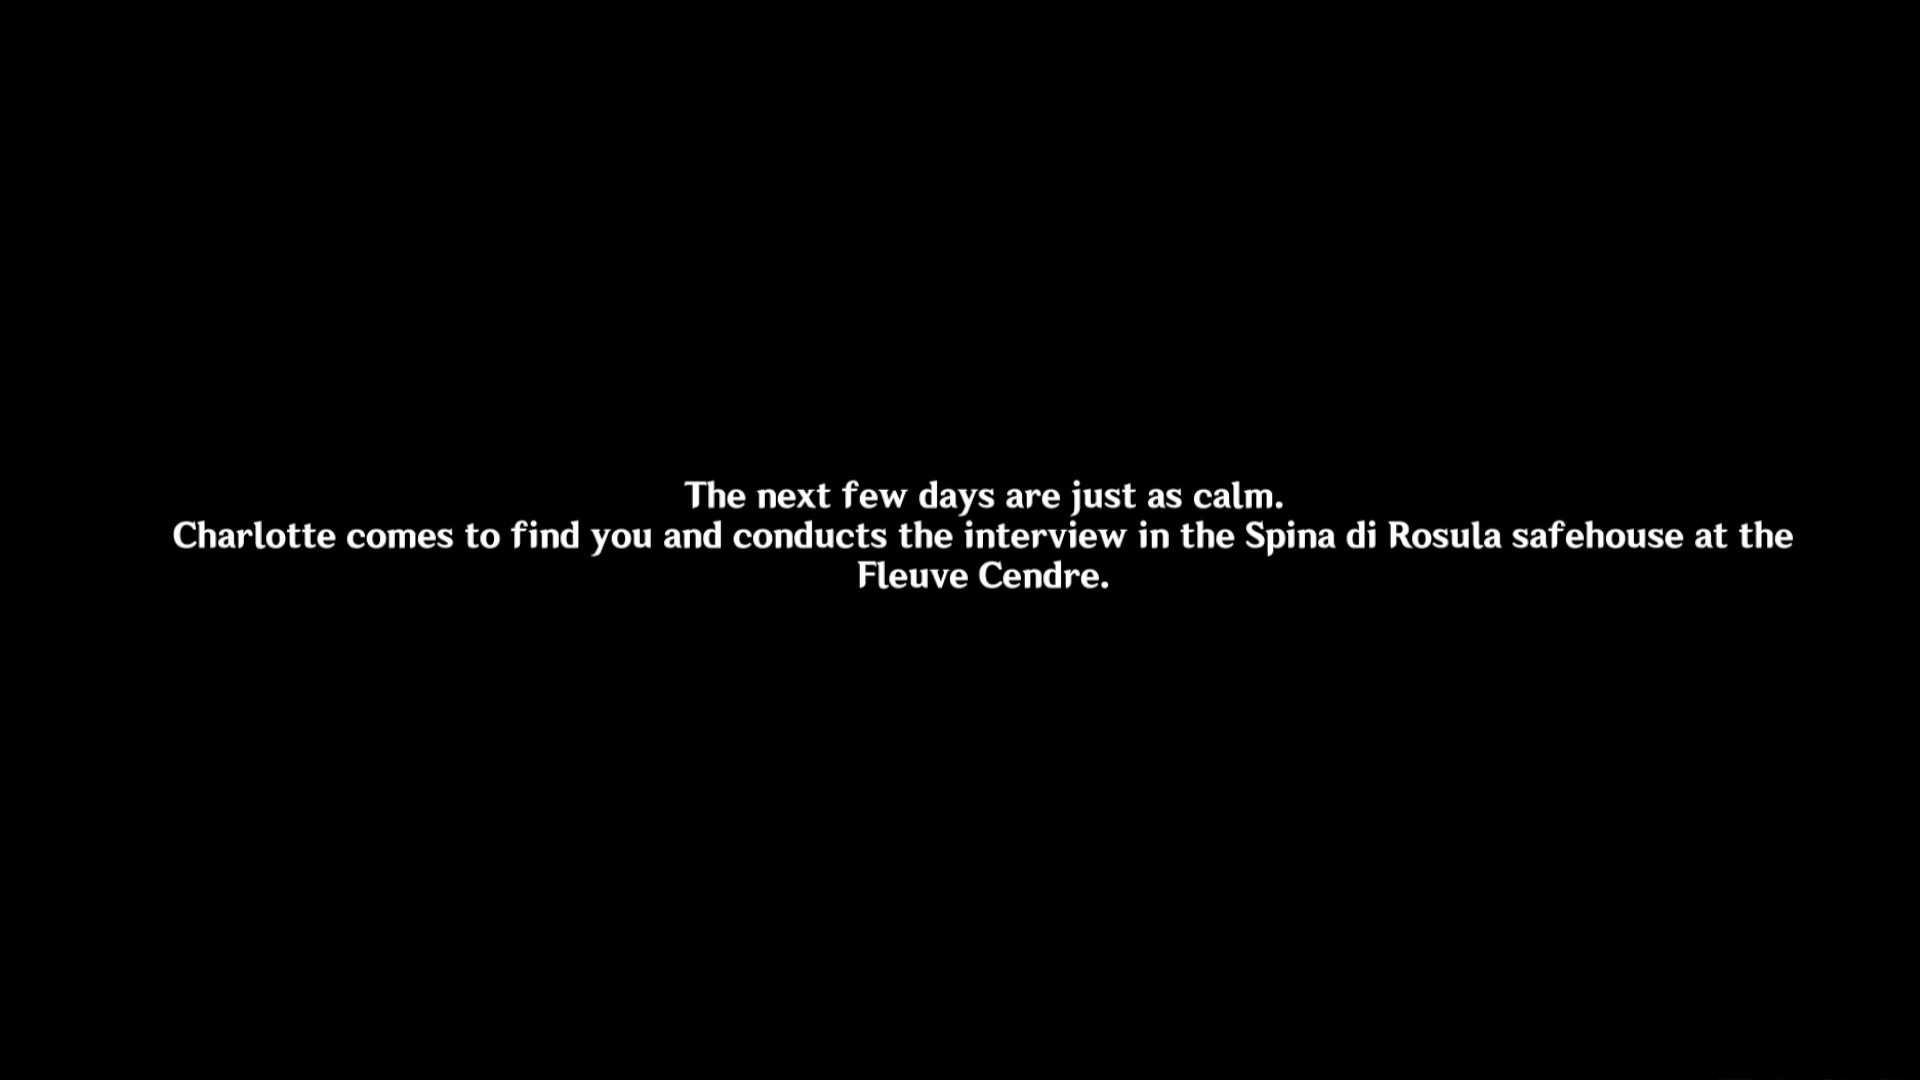 The next few days are just as calm.
Charlotte comes to find you and conducts the interview in the Spina di Rosula safehouse at the
Fleuve Cendre.